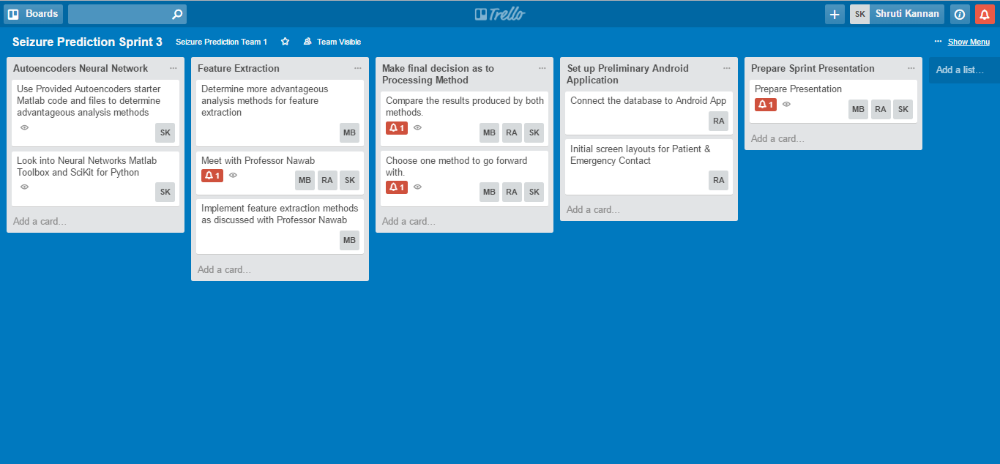 Boards
Trello
+
SK Shruti Kannan
Seizure Prediction Sprint 3
Seizure Prediction Team 1
Team Visible
... Show Menu
Autoencoders Neural Network ...
Use Provided Autoencoders starter
Matlab code and files to determine
advantageous analysis methods
SK
Look into Neural Networks Matlab
Toolbox and SciKit for Python
SK
Add a card...
Feature Extraction ...
Determine more advantageous
analysis methods for feature
extraction
MB
Meet with Professor Nawab
1
MB RA SK
Implement feature extraction methods
as discussed with Professor Nawab
MB
Add a card...
Make final decision as to ...
Processing Method
Compare the results produced by both
methods.
1
MB RA SK
Choose one method to go forward
with.
1
MB RA SK
Add a card...
Set up Preliminary Android ...
Application
Connect the database to Android App
RA
Initial screen layouts for Patient &
Emergency Contact
RA
Add a card...
Prepare Sprint Presentation ...
Prepare Presentation
1
MB RA SK
Add a card...
Add a list...